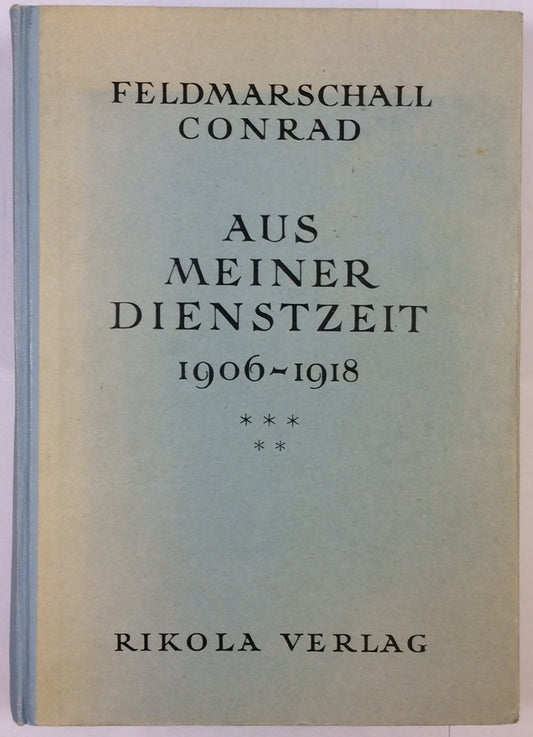 FELDMARSCHALL
CONRAD
AUS
MEINER
DIENSTZEIT
1906-1918
* * *
* *
RIKOLA VERLAG